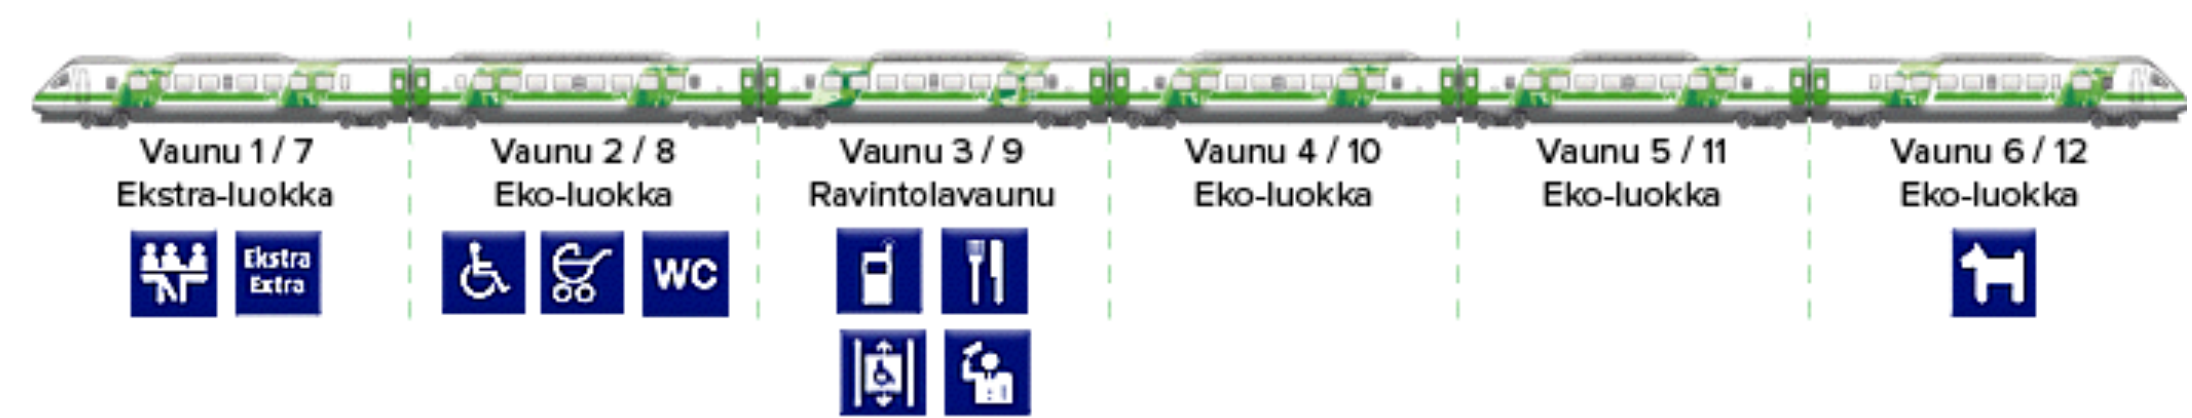 Vaunu 1 / 7
Ekstra-luokka
Ekstra
Extra
Vaunu 2 / 8
Eko-luokka
WC
Vaunu 3 / 9
Ravintolavaunu
Vaunu 4 / 10
Eko-luokka
Vaunu 5 / 11
Eko-luokka
Vaunu 6 / 12
Eko-luokka